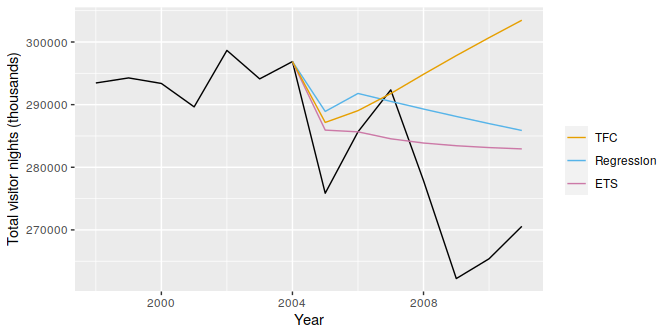 Total visitor nights (thousands)
300000
290000
280000
270000
2000
2004
2008
Year
TFC
Regression
ETS